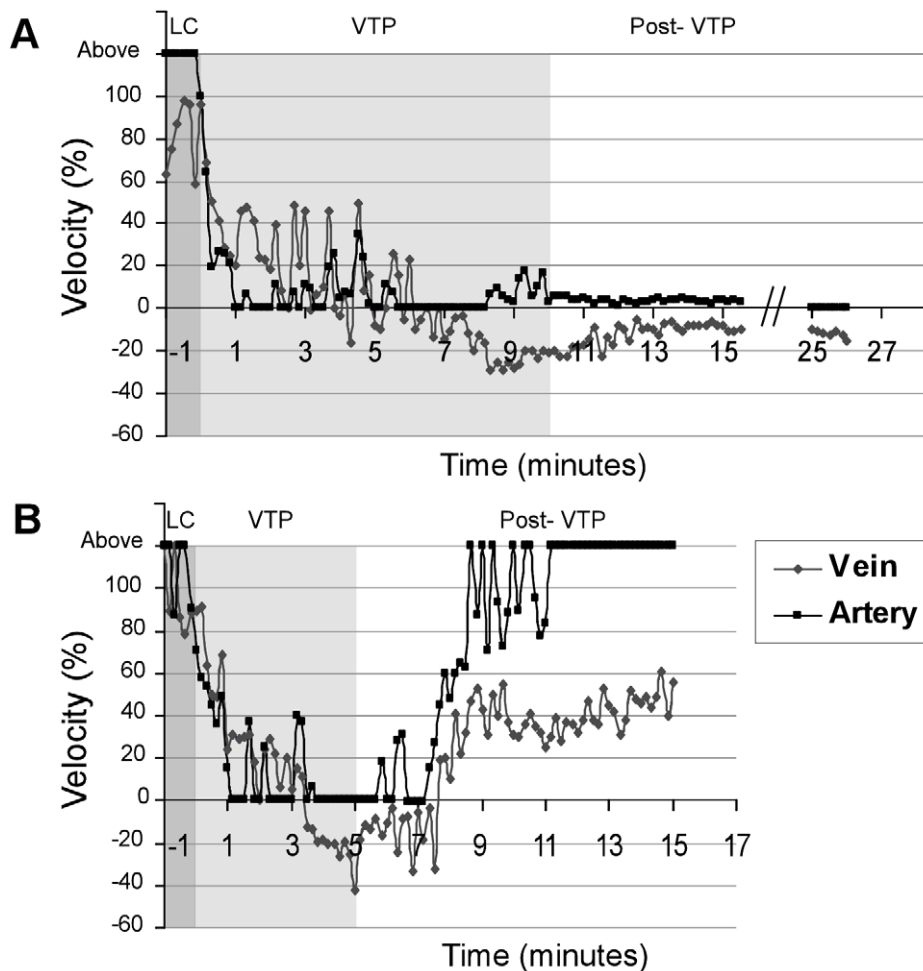 A
LC VTP Post- VTP
Above
100
80
60
40
20
0
-20
-40
-60
Velocity (%)
-1 1 3 5 7 9 11 13 15 25 27
Time (minutes)
B
LC VTP Post- VTP
Above
100
80
60
40
20
0
-20
-40
-60
Velocity (%)
-1 1 3 5 7 9 11 13 15 17
Time (minutes)
Vein
Artery